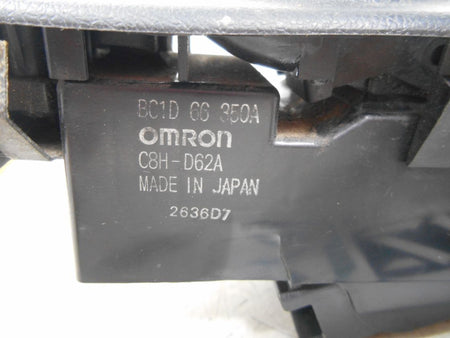 BC1D 66 350A
OMRON
C8H-D62A
MADE IN JAPAN
2636D7